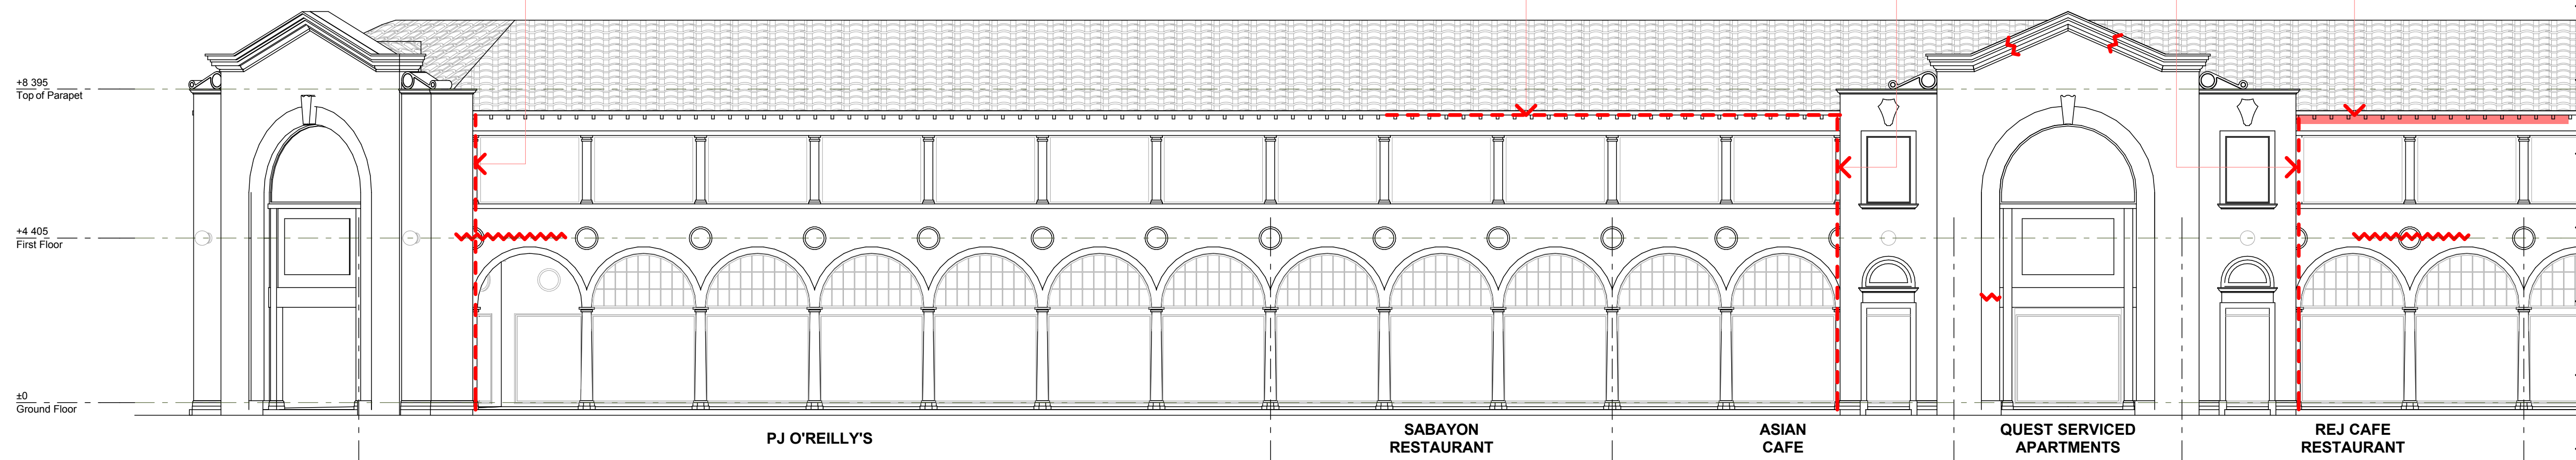 +8 395
Top of Parapet
+4 405
First Floor
±0
Ground Floor
PJ O'REILLY'S
SABAYON
RESTAURANT
ASIAN
CAFE
QUEST SERVICED
APARTMENTS
REJ CAFE
RESTAURANT